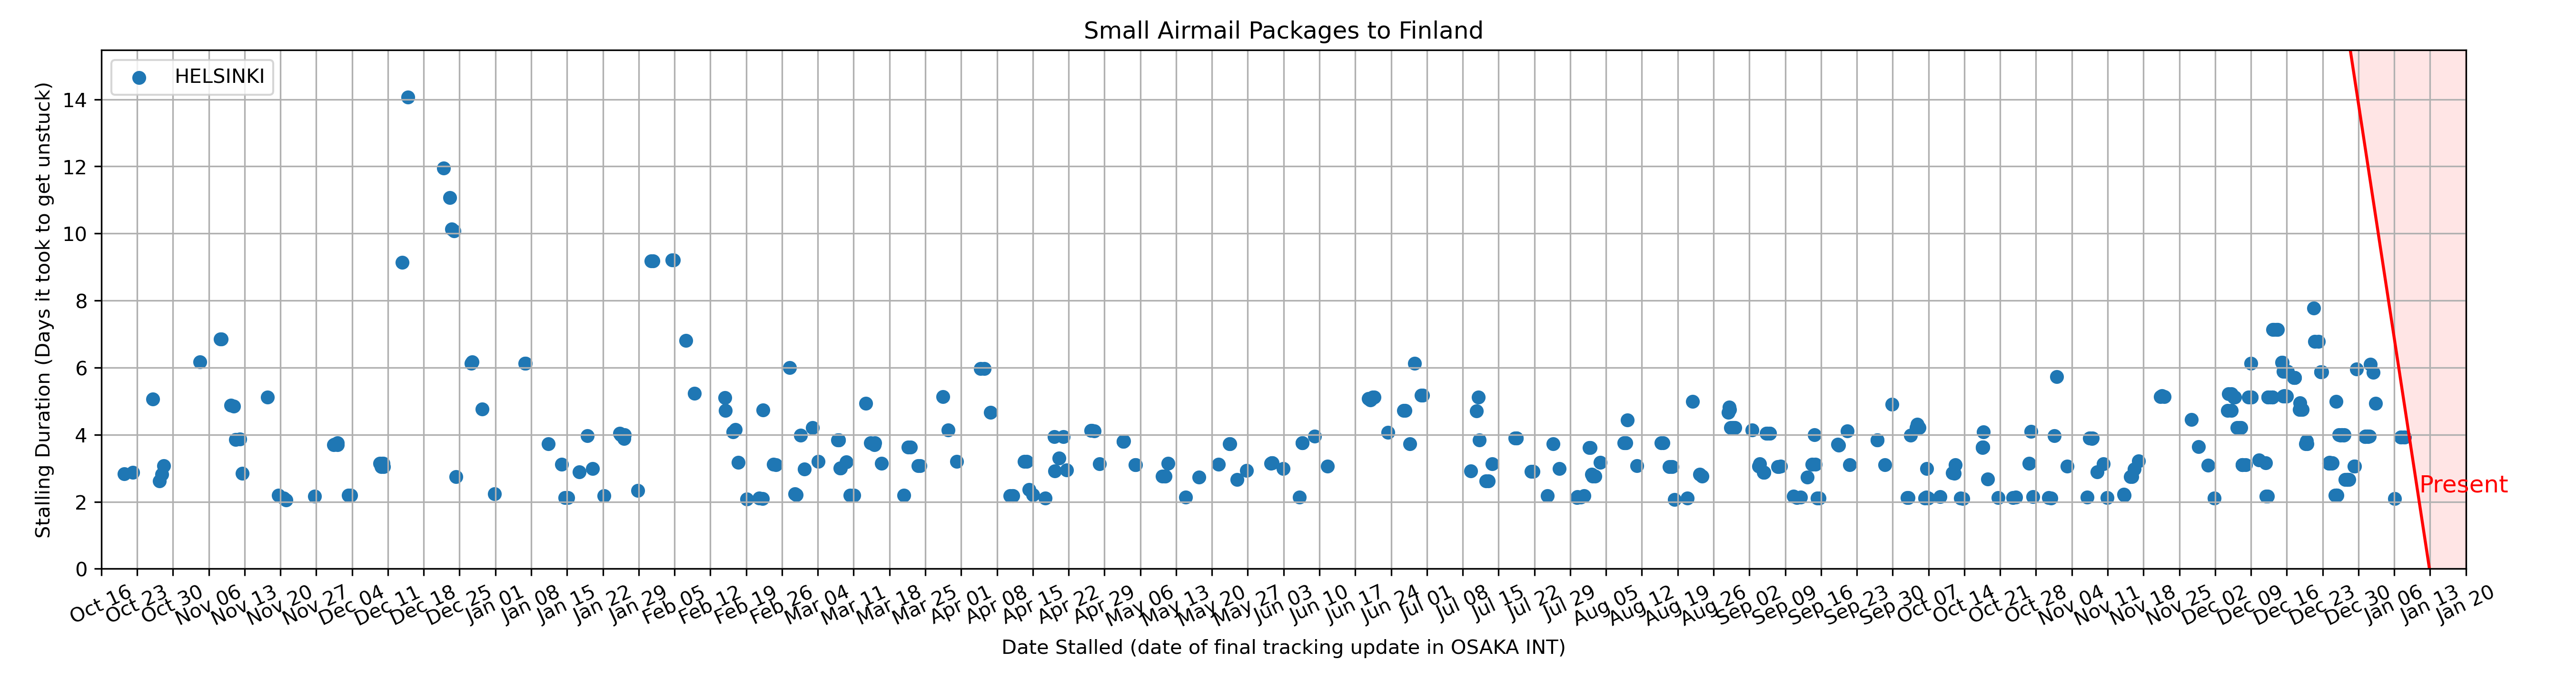 Small Airmail Packages to Finland
HELSINKI
Stalling Duration (Days it took to get unstuck)
14
12
10
8
6
4
2
0
Present
Oct 16 Oct 23 Oct 30 Nov 06 Nov 13 Nov 20 Nov 27 Dec 04 Dec 11 Dec 18 Dec 25 Jan 01 Jan 08 Jan 15 Jan 22 Jan 29 Feb 05 Feb 12 Feb 19 Feb 26 Mar 04 Mar 11 Mar 18 Mar 25 Apr 01 Apr 08 Apr 15 Apr 22 Apr 29 May 06 May 13 May 20 May 27 Jun 03 Jun 10 Jun 17 Jun 24 Jul 01 Jul 08 Jul 15 Jul 22 Jul 29 Aug 05 Aug 12 Aug 19 Aug 26 Sep 02 Sep 09 Sep 16 Sep 23 Sep 30 Oct 07 Oct 14 Oct 21 Oct 28 Nov 04 Nov 11 Nov 18 Nov 25 Dec 02 Dec 09 Dec 16 Dec 23 Dec 30 Jan 06 Jan 13 Jan 20
Date Stalled (date of final tracking update in OSAKA INT)